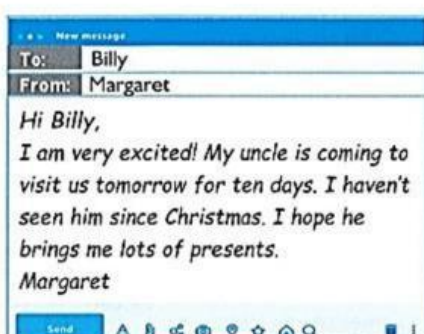 New message
To: Billy
From: Margaret
Hi Billy,
I am very excited! My uncle is coming to
visit us tomorrow for ten days. I haven't
seen him since Christmas. I hope he
brings me lots of presents.
Margaret
Send